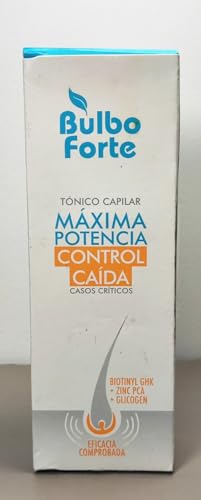 Bulbo
Forte
TÓNICO CAPILAR
MÁXIMA
POTENCIA
CONTROL
CAÍDA
CASOS CRÍTICOS
BIOTINYL GHK
+ ZINC PCA
+ GLICOGEN
EFICACIA
COMPROBADA